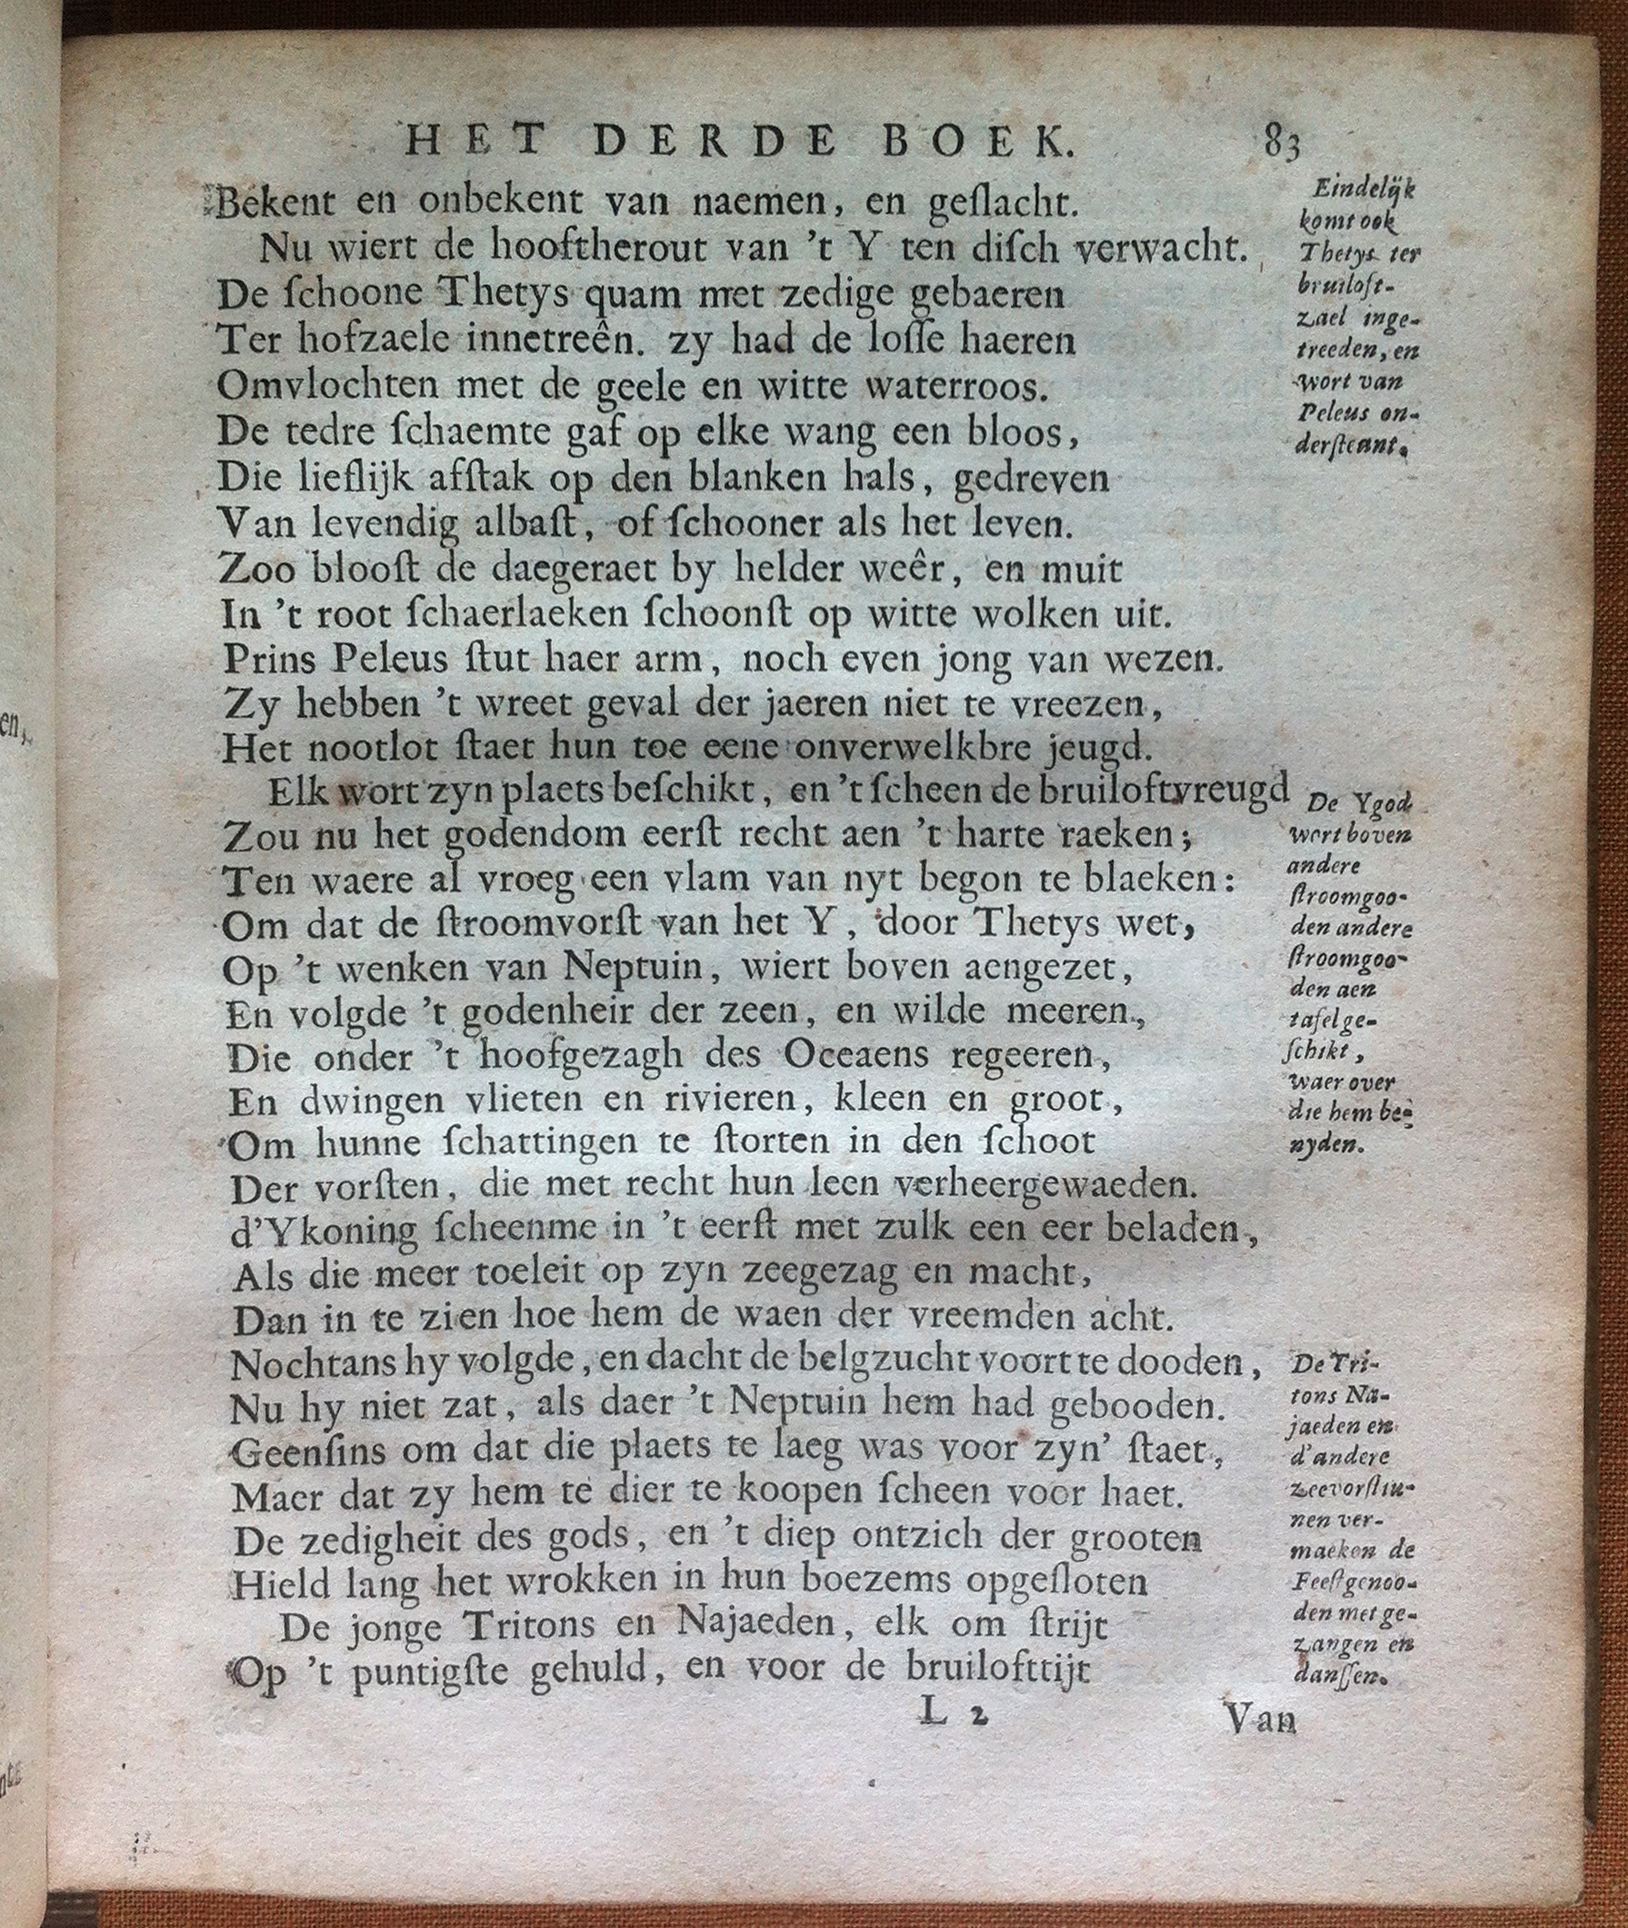 HET DERDE BOEK. 83
Bekent en onbekent van naemen, en geſlacht.
Nu wiert de hooftherout van 't Y ten diſch verwacht.
De ſchoone Thetys quam met zedige gebaeren
Ter hofzaele innetreên. zy had de loſſe haeren
Omvlochten met de geele en witte waterroos.
De tedre ſchaemte gaf op elke wang een bloos,
Die lieflijk afſtak op den blanken hals, gedreven
Van levendig albaſt, of ſchooner als het leven.
Zoo blooſt de daegeraet by helder weêr, en muit
In 't root ſchaerlaeken ſchoonſt op witte wolken uit.
Prins Peleus ſtut haer arm, noch even jong van wezen.
Zy hebben 't wreet geval der jaeren niet te vreezen,
Het nootlot ſtaet hun toe eene onverwelkbre jeugd.
Elk wort zyn plaets beſchikt, en 't ſcheen de bruiloftvreugd
Zou nu het godendom eerſt recht aen 't harte raeken;
Ten waere al vroeg een vlam van nyt begon te blaeken:
Om dat de ſtroomvorſt van het Y, door Thetys wet,
Op 't wenken van Neptuin, wiert boven aengezet,
En volgde 't godenheir der zeen, en wilde meeren,
Die onder 't hoofgezagh des Oceaens regeeren,
En dwingen vlieten en rivieren, kleen en groot,
Om hunne ſchattingen te ſtorten in den ſchoot
Der vorſten, die met recht hun leen verheergewaeden.
d'Ykoning ſcheenme in 't eerſt met zulk een eer beladen,
Als die meer toeleit op zyn zeegezag en macht,
Dan in te zien hoe hem de waen der vreemden acht.
Nochtans hy volgde, en dacht de belgzucht voort te dooden,
Nu hy niet zat, als daer 't Neptuin hem had gebooden.
Geenſins om dat die plaets te laeg was voor zyn' ſtaet,
Maer dat zy hem te dier te koopen ſcheen voor haet.
De zedigheit des gods, en 't diep ontzich der grooten
Hield lang het wrokken in hun boezems opgeſloten
De jonge Tritons en Najaeden, elk om ſtrijt
Op 't puntigſte gehuld, en voor de bruilofttijt
L 2 Van
Eindelijk
komt ook
Thetys ter
bruiloft-
zael inge-
treeden, en
wort van
Peleus on-
derſteant.
De Ygod
wort boven
andere
ſtroomgoo-
den andere
ſtroomgoo-
den aen
tafel ge-
ſchikt,
waer over
die hem be-
nyden.
De Tri-
tons Na-
jaeden en
d'andere
zeevorſtin-
nen ver-
maeken de
Feeſtgenoo-
den met ge-
zangen en
danſſen.